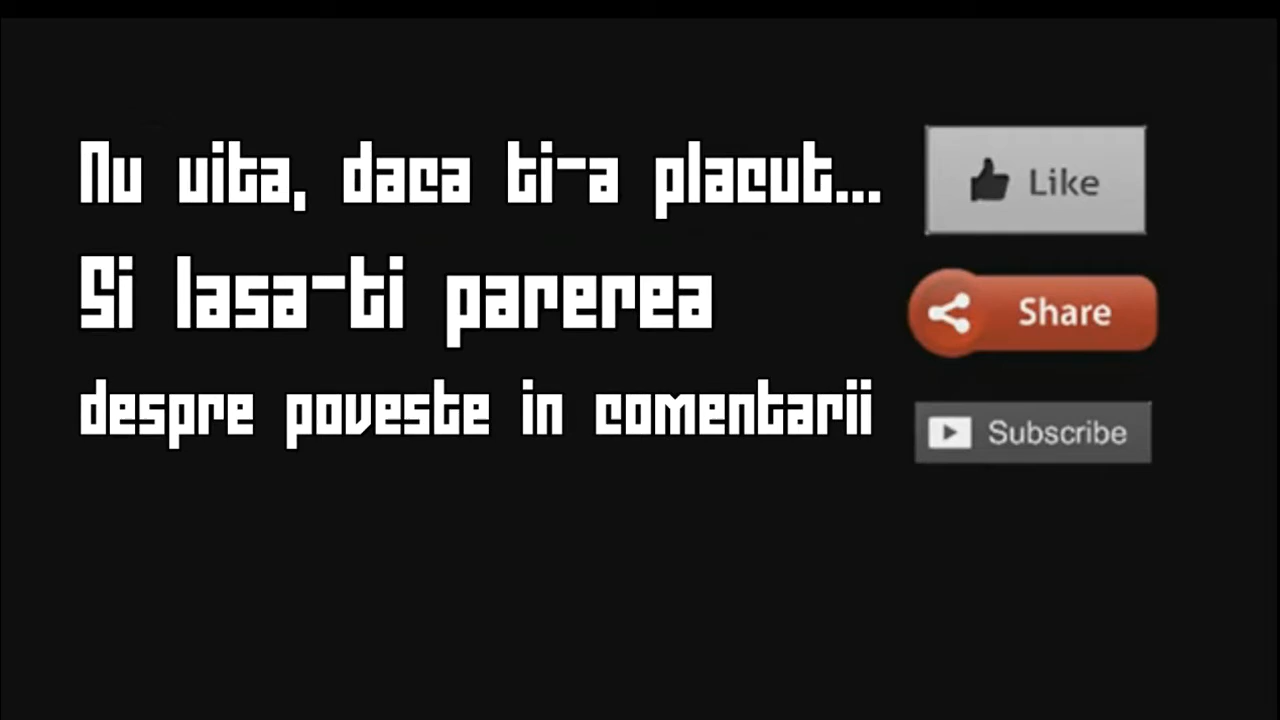 Nu uita, daca ti-a placut...
Like
Si lasa-ti parerea
Share
despre poveste in comentarii
Subscribe